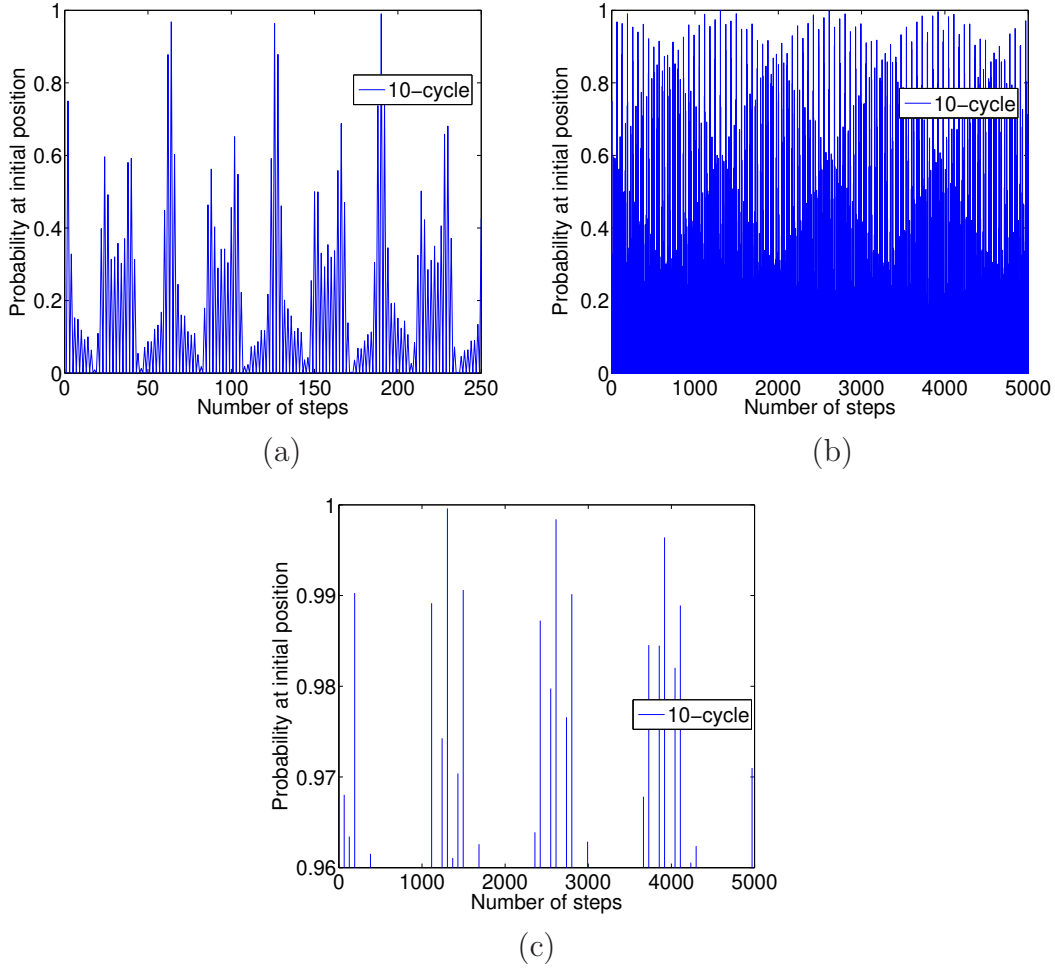 1
0.8
0.6
0.4
0.2
0
Probability at initial position
10-cycle
0 50 100 150 200 250
Number of steps
(a)
1
0.8
0.6
0.4
0.2
0
Probability at initial position
10-cycle
0 1000 2000 3000 4000 5000
Number of steps
(b)
1
0.99
0.98
0.97
0.96
Probability at initial position
10-cycle
0 1000 2000 3000 4000 5000
Number of steps
(c)